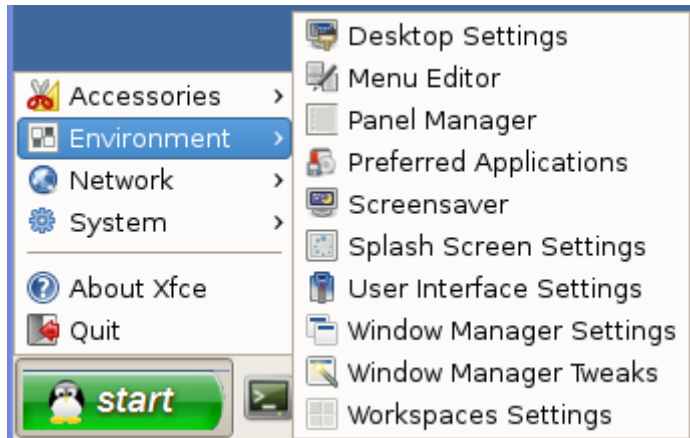 Accessories
Environment
Network
System
About Xfce
Quit
start
Desktop Settings
Menu Editor
Panel Manager
Preferred Applications
Screensaver
Splash Screen Settings
User Interface Settings
Window Manager Settings
Window Manager Tweaks
Workspaces Settings